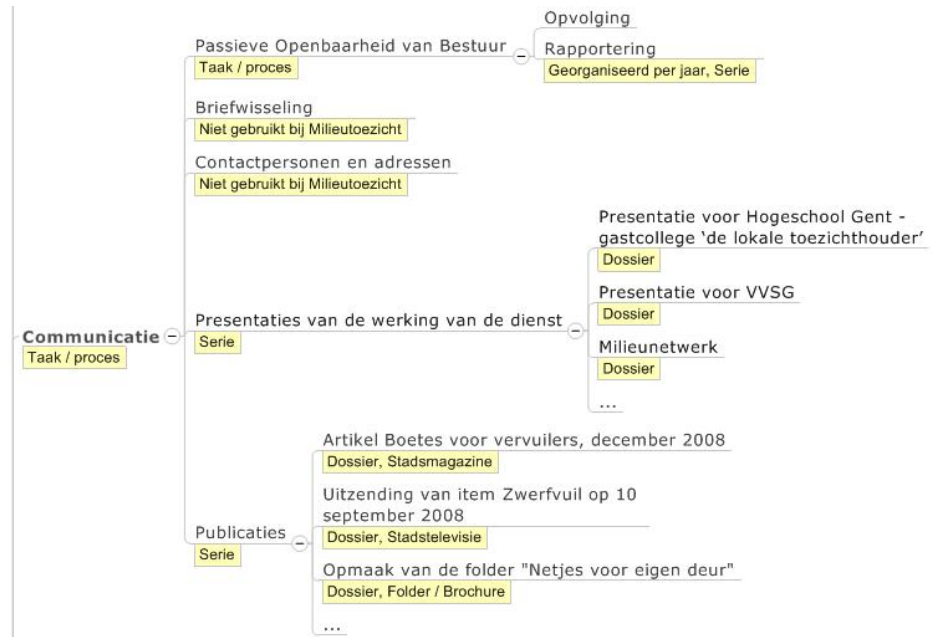 Opvolging
Passieve Openbaarheid van Bestuur
Taak / proces
Rapportering
Georganiseerd per jaar, Serie
Briefwisseling
Niet gebruikt bij Milieutoezicht
Contactpersonen en adressen
Niet gebruikt bij Milieutoezicht
Presentatie voor Hogeschool Gent -
gastcollege ‘de lokale toezichthouder’
Dossier
Presentatie voor VVSG
Dossier
Presentaties van de werking van de dienst
Serie
Milieunetwerk
Dossier
...
Communicatie
Taak / proces
Artikel Boetes voor vervuilers, december 2008
Dossier, Stadsmagazine
Uitzending van item Zwerfvuil op 10
september 2008
Dossier, Stadstelevisie
Publicaties
Serie
Opmaak van de folder "Netjes voor eigen deur"
Dossier, Folder / Brochure
...